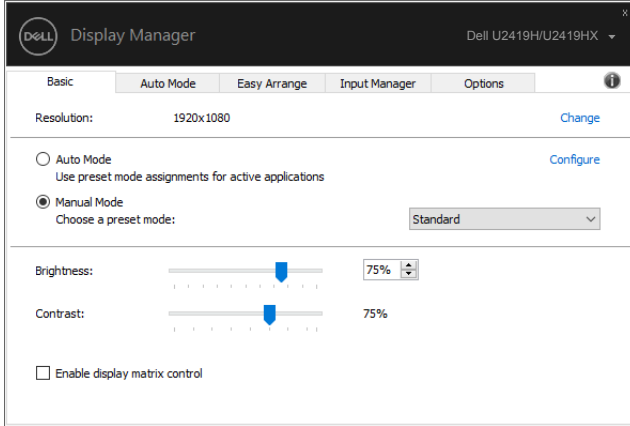 x
DELL Display Manager Dell U2419H/U2419HX
Basic Auto Mode Easy Arrange Input Manager Options i
Resolution: 1920x1080 Change
Auto Mode Configure
Use preset mode assignments for active applications
Manual Mode
Choose a preset mode: Standard
Brightness: 75%
Contrast: 75%
Enable display matrix control